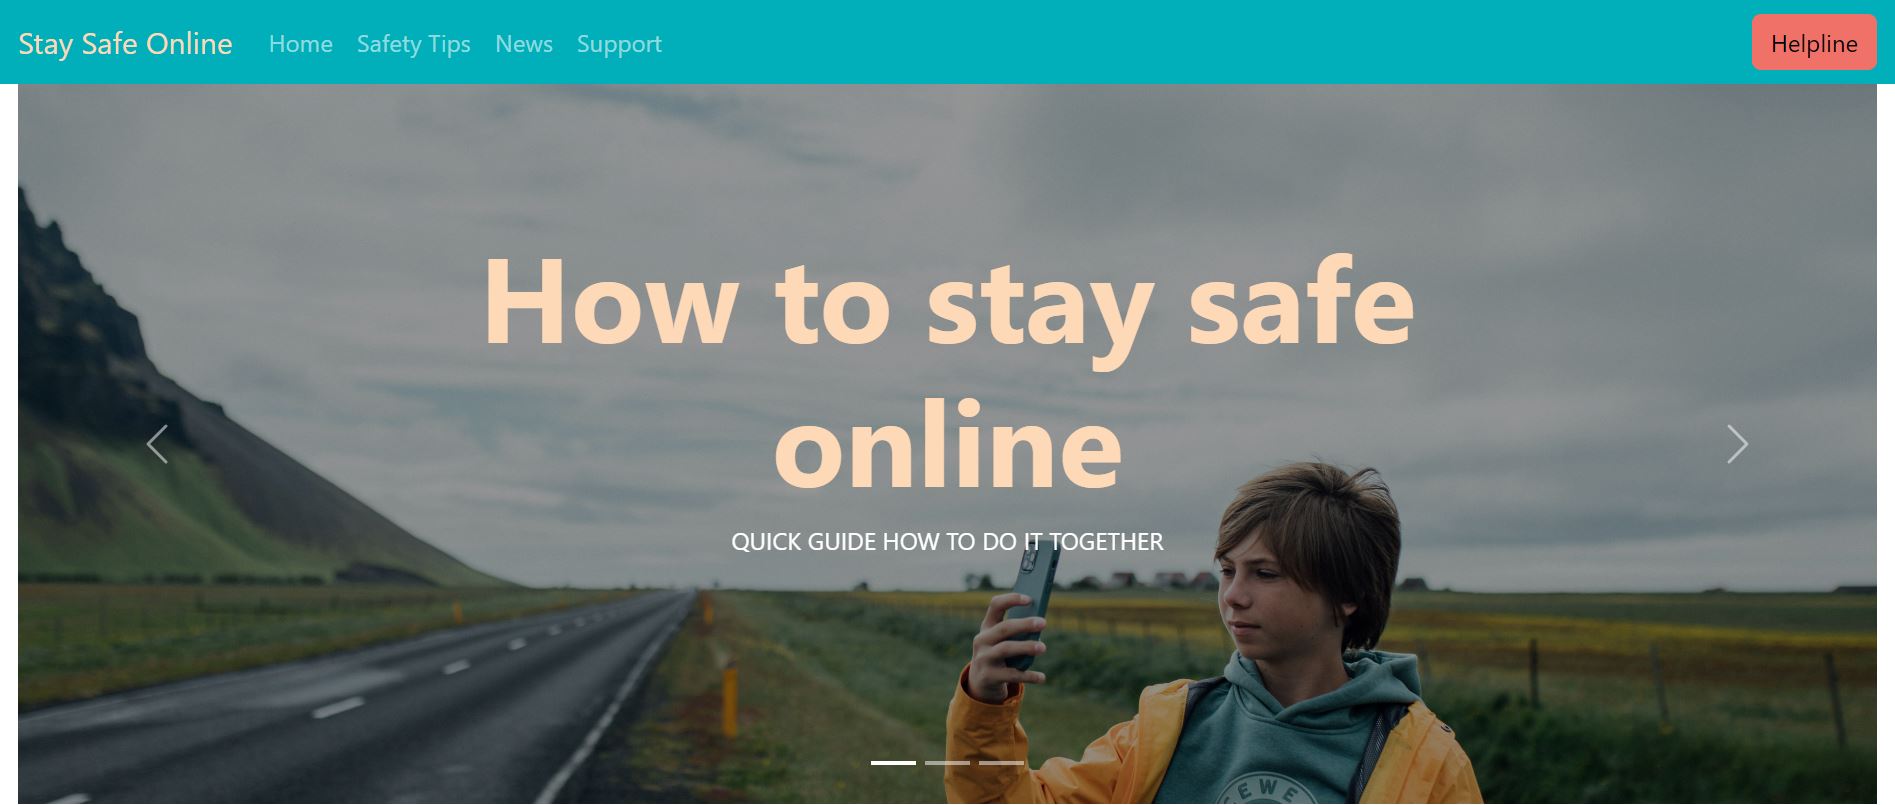 Stay Safe Online Home Safety Tips News Support Helpline
How to stay safe
online
QUICK GUIDE HOW TO DO IT TOGETHER